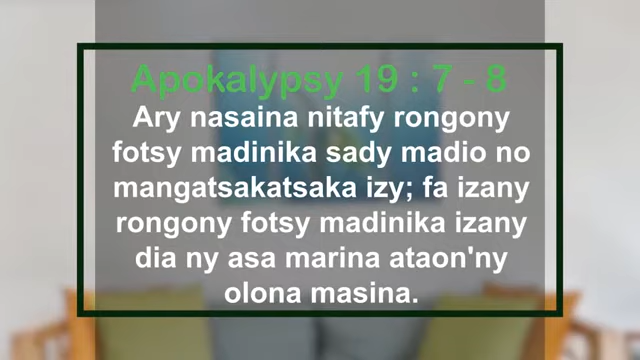 Apokalypsy 19 : 7 - 8
Ary nasaina nitafy rongony
fotsy madinika sady madio no
mangatsakatsaka izy; fa izany
rongony fotsy madinika izany
dia ny asa marina ataon'ny
olona masina.